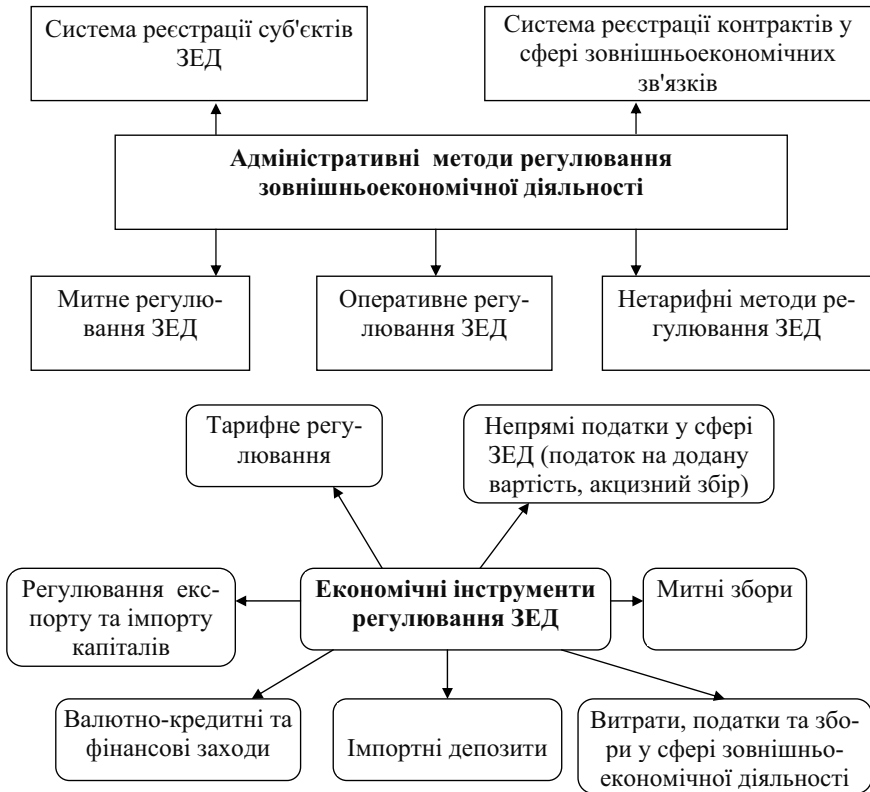 Система реєстрації суб'єктів
ЗЕД
Система реєстрації контрактів у
сфері зовнішньоекономічних
зв'язків
Адміністративні методи регулювання
зовнішньоекономічної діяльності
Митне регулю-
вання ЗЕД
Оперативне регу-
лювання ЗЕД
Нетарифні методи ре-
гулювання ЗЕД
Тарифне регу-
лювання
Непрямі податки у сфері
ЗЕД (податок на додану
вартість, акцизний збір)
Регулювання екс-
порту та імпорту
капіталів
Економічні інструменти
регулювання ЗЕД
Митні збори
Валютно-кредитні та
фінансові заходи
Імпортні депозити
Витрати, податки та збо-
ри у сфері зовнішньо-
економічної діяльності